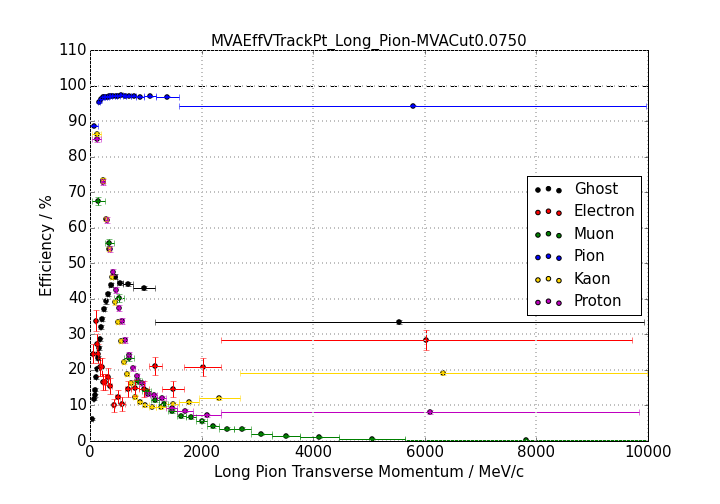 MVAEffVTrackPt_Long_Pion-MVACut0.0750
110
100
90
80
70
60
50
40
30
20
10
0
Efficiency / %
Ghost
Electron
Muon
Pion
Kaon
Proton
0 2000 4000 6000 8000 10000
Long Pion Transverse Momentum / MeV/c